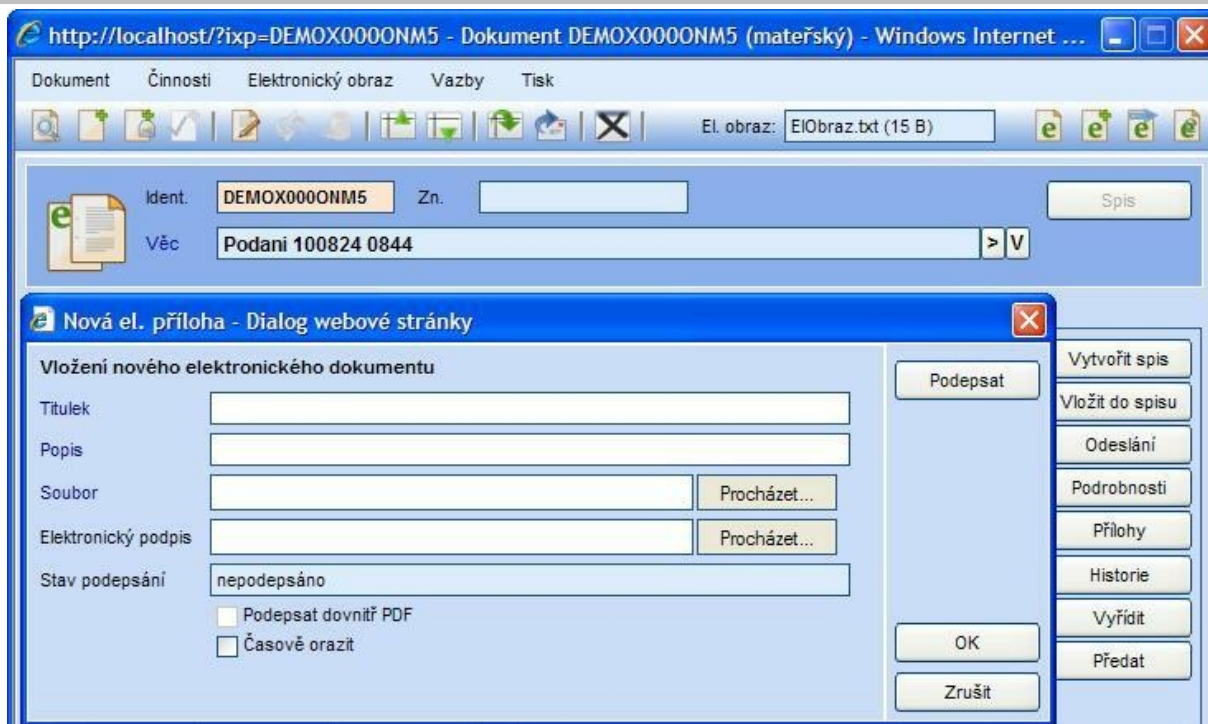 http://localhost/?ixp=DEMOX000ONM5 - Dokument DEMOX000ONM5 (mateřský) - Windows Internet ...
Dokument Činnosti Elektronický obraz Vazby Tisk
El. obraz: ElObraz.txt (15 B)
Ident. DEMOX000ONM5 Zn. Spis
Věc Podani 100824 0844 > V
Nová el. příloha - Dialog webové stránky
Vložení nového elektronického dokumentu
Podepsat
Titulek
Popis
Soubor Procházet...
Elektronický podpis Procházet...
Stav podepsání nepodepsáno
Podepsat dovnitř PDF
Časově orazit
OK
Zrušit
Vytvořit spis
Vložit do spisu
Odeslání
Podrobnosti
Přílohy
Historie
Vyřídit
Předat